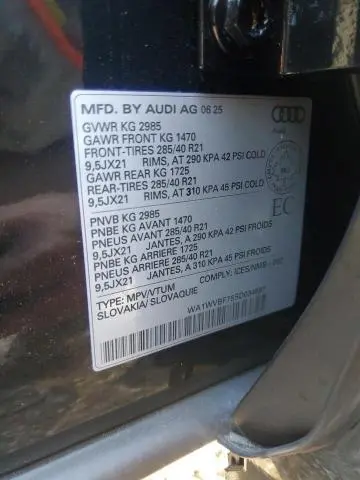 MFD. BY AUDI AG 06 25
GVWR KG 2985
GAWR FRONT KG 1470
FRONT-TIRES 285/40 R21
9,5JX21 RIMS, AT 290 KPA 42 PSI COLD
GAWR REAR KG 1725
REAR-TIRES 285/40 R21
9,5JX21 RIMS, AT 310 KPA 45 PSI COLD
PNVB KG 2985
PNBE KG AVANT 1470
PNEUS AVANT 285/40 R21
9,5JX21 JANTES, A 290 KPA 42 PSI FROIDS
PNBE KG ARRIERE 1725
PNEUS ARRIERE 285/40 R21
9,5JX21 JANTES, A 310 KPA 45 PSI FROIDS
EC
TYPE: MPV/VTUM
COMPLIC: ICES/NMB
SLOVAKIA/ SLOVAQUIE